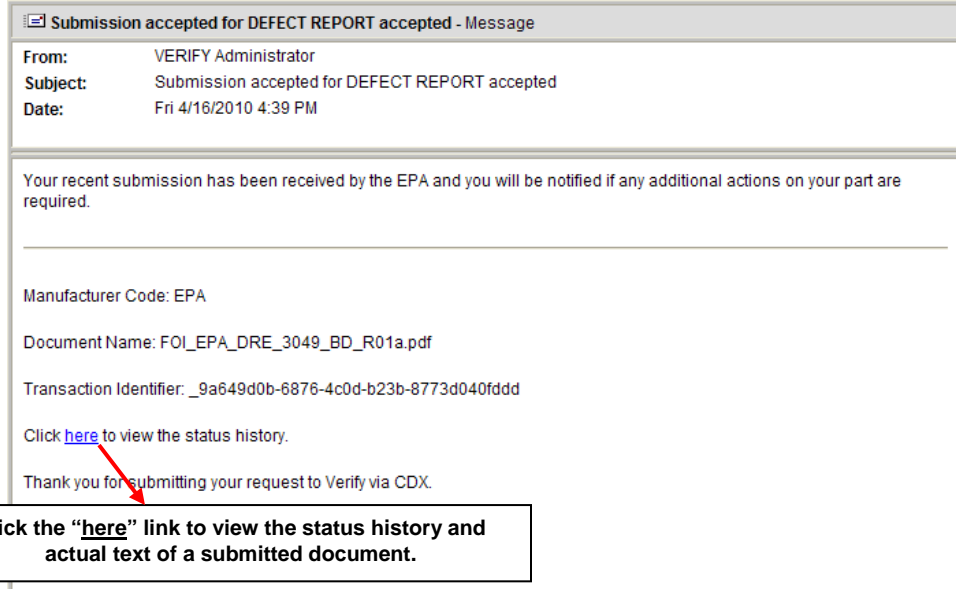 Submission accepted for DEFECT REPORT accepted - Message
From: VERIFY Administrator
Subject: Submission accepted for DEFECT REPORT accepted
Date: Fri 4/16/2010 4:39 PM
Your recent submission has been received by the EPA and you will be notified if any additional actions on your part are
required.
Manufacturer Code: EPA
Document Name: FOI_EPA_DRE_3049_BD_R01a.pdf
Transaction Identifier: _9a649d0b-6876-4c0d-b23b-8773d040fddd
Click here to view the status history.
Thank you for submitting your request to Verify via CDX.
ick the “here” link to view the status history and
actual text of a submitted document.